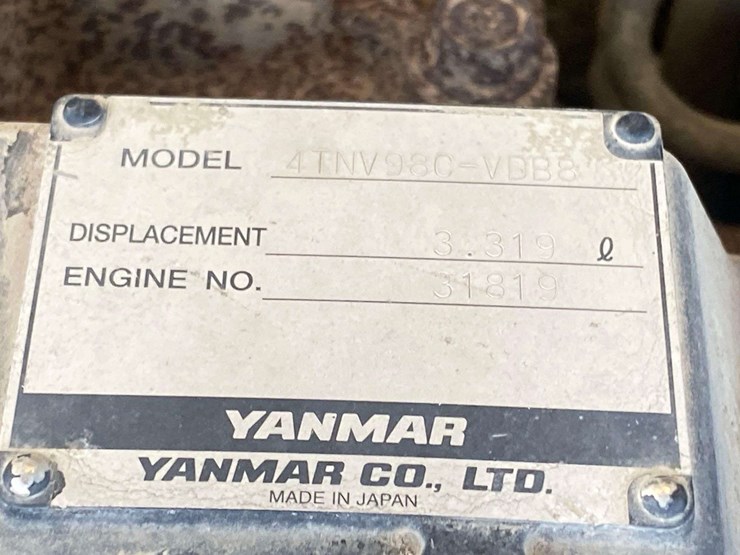 MODEL 4TNV98C-VDB8
DISPLACEMENT 3.319 ℓ
ENGINE NO. 31819
YANMAR
YANMAR CO., LTD.
MADE IN JAPAN